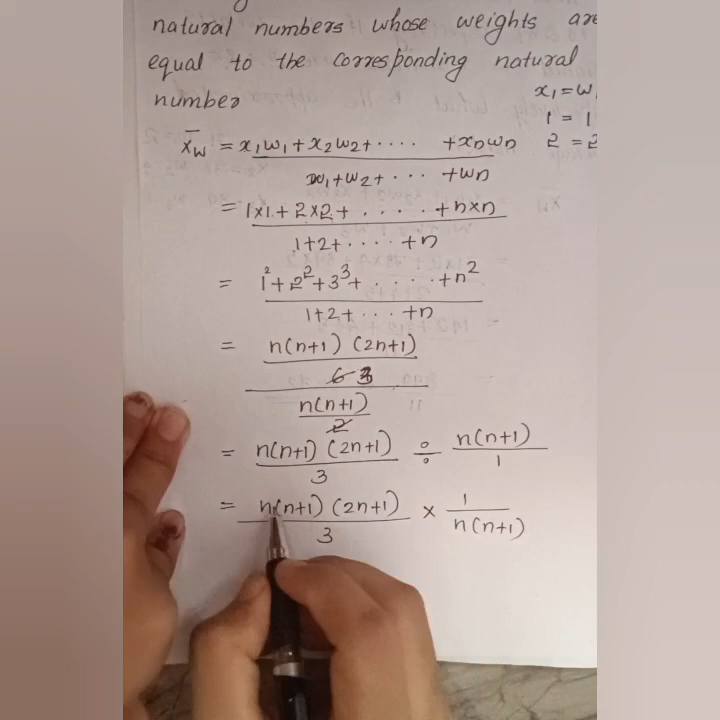 natural numbers whose weights are
equal to the corresponding natural
number
x₁ = w₁
1 = 1
2 = 2
x̄w = x₁w₁ + x₂w₂ + .... + xnwn
w₁ + w₂ + ... + wn
= 1×1 + 2×2 + .... + n×n
1+2+....+n
= 1² + 2² + 3³ + .... + n²
1+2+...+n
= n(n+1) (2n+1)
6 3
n(n+1)
2
= n(n+1) (2n+1) ÷ n(n+1)
3 1
= n(n+1) (2n+1) × 1
3 n(n+1)